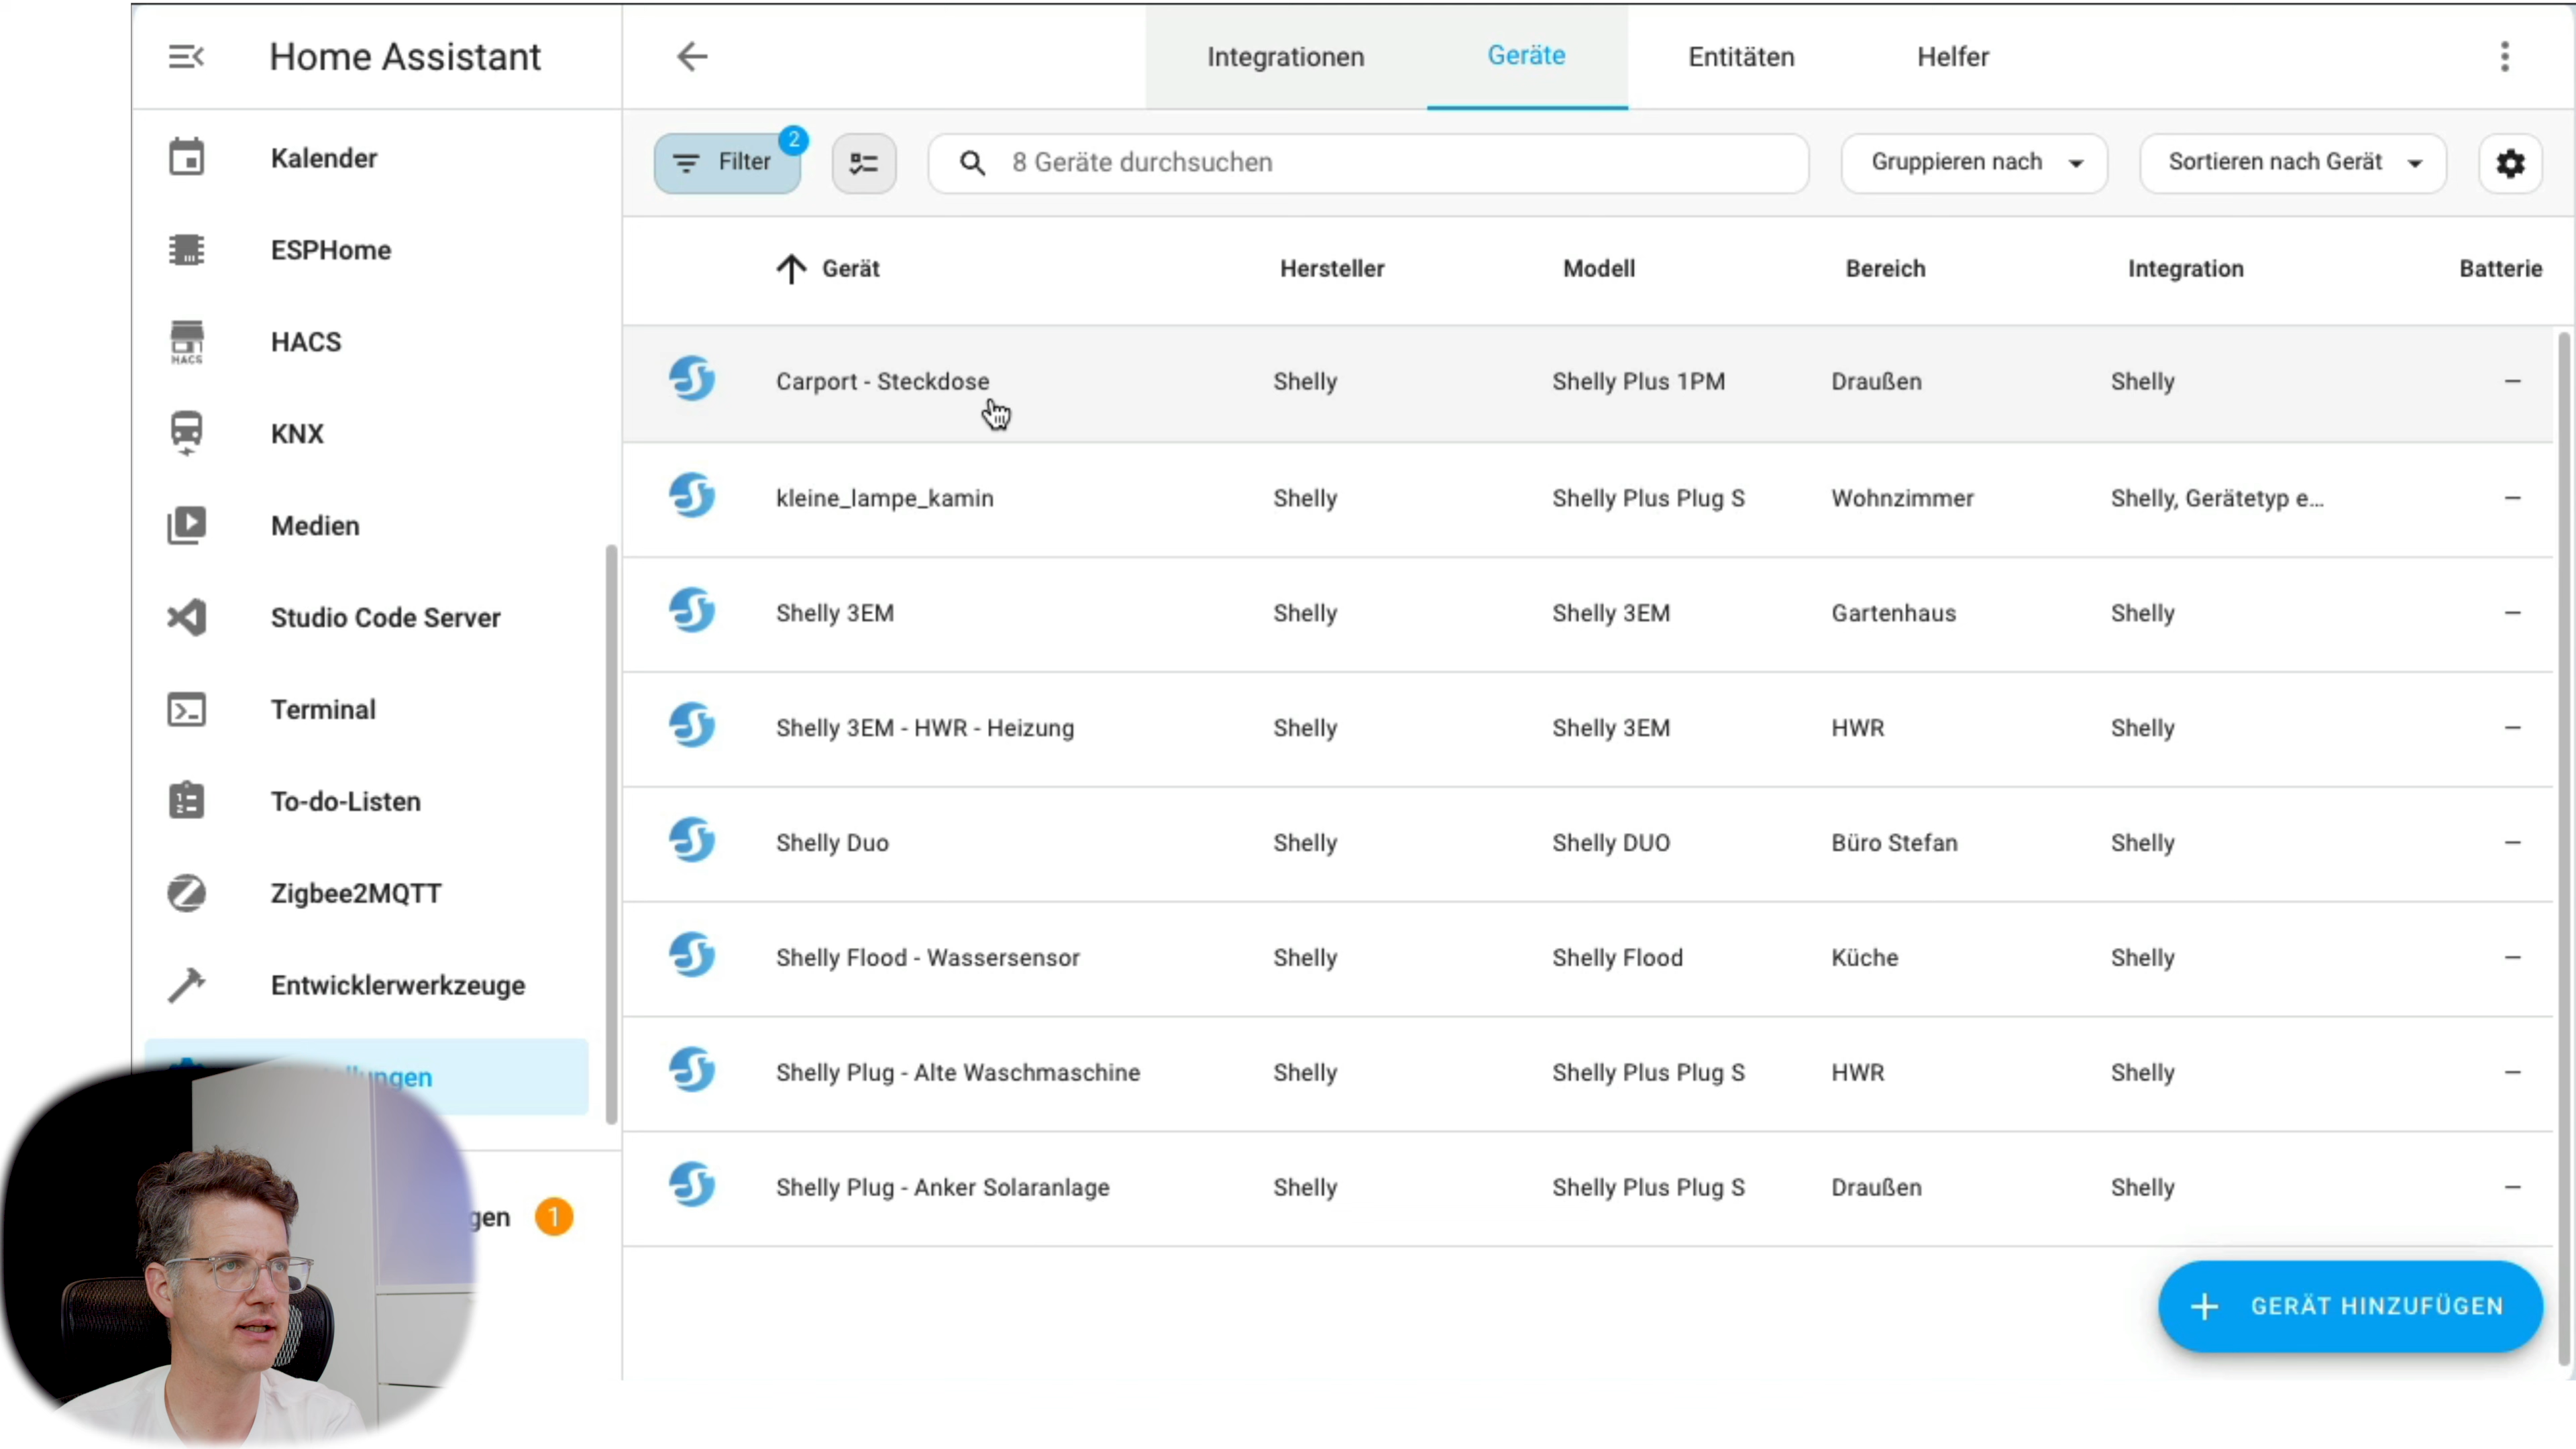 Home Assistant
Integrationen Geräte Entitäten Helfer
Filter 2 8 Geräte durchsuchen Gruppieren nach Sortieren nach Gerät
Gerät Hersteller Modell Bereich Integration Batterie
Carport - Steckdose Shelly Shelly Plus 1PM Draußen Shelly –
kleine_lampe_kamin Shelly Shelly Plus Plug S Wohnzimmer Shelly, Gerätetyp e... –
Shelly 3EM Shelly Shelly 3EM Gartenhaus Shelly –
Shelly 3EM - HWR - Heizung Shelly Shelly 3EM HWR Shelly –
Shelly Duo Shelly Shelly DUO Büro Stefan Shelly –
Shelly Flood - Wassersensor Shelly Shelly Flood Küche Shelly –
Shelly Plug - Alte Waschmaschine Shelly Shelly Plus Plug S HWR Shelly –
Shelly Plug - Anker Solaranlage Shelly Shelly Plus Plug S Draußen Shelly –
GERÄT HINZUFÜGEN
Kalender
ESPHome
HACS
HACS
KNX
Medien
Studio Code Server
Terminal
To-do-Listen
Zigbee2MQTT
Entwicklerwerkzeuge
gen 1